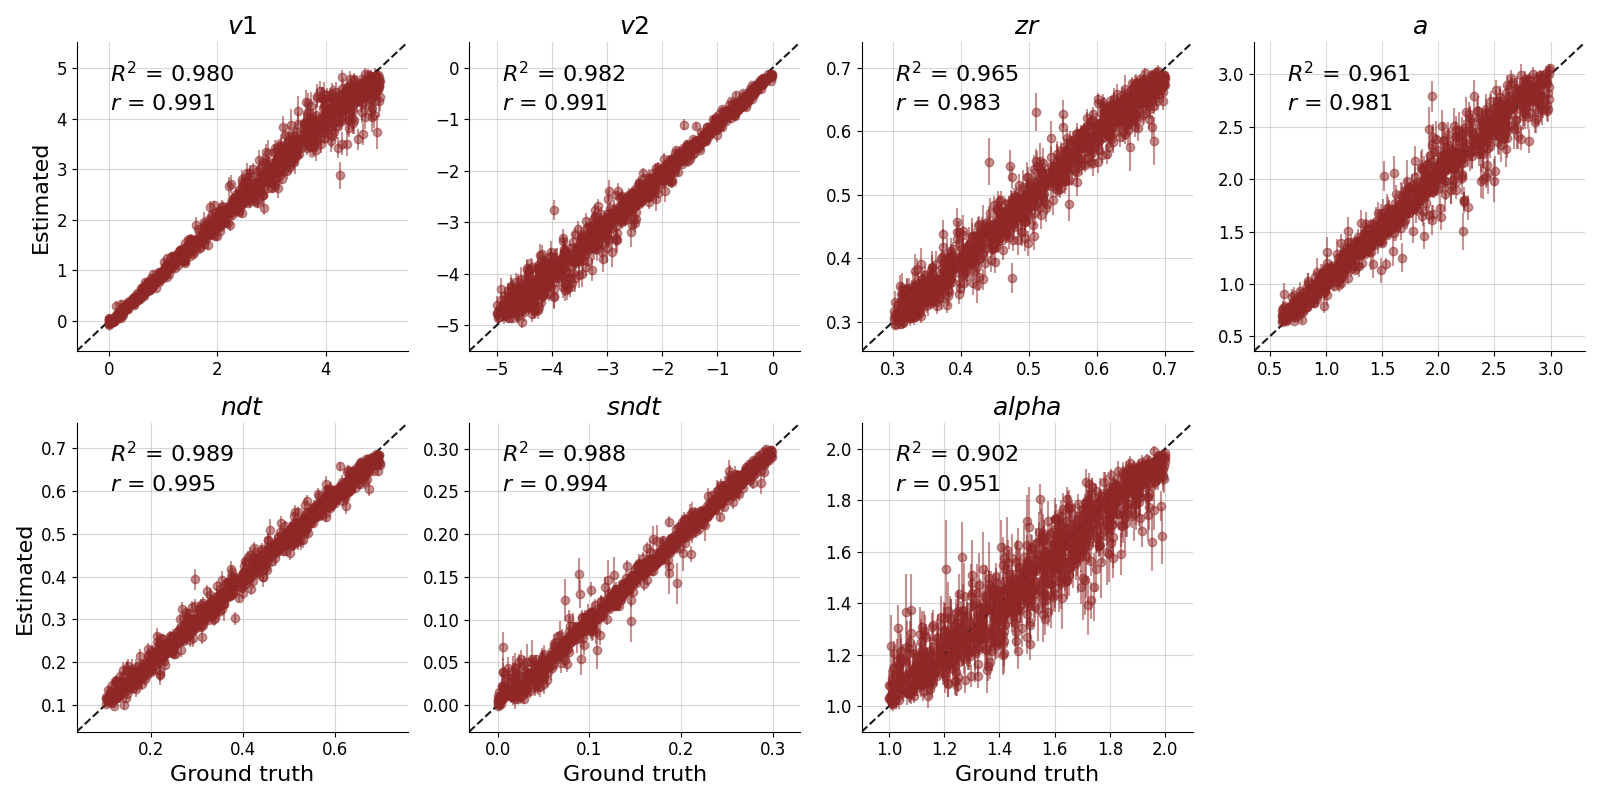 v1
R² = 0.980
r = 0.991
Estimated
5
4
3
2
1
0
0
2
4
v2
R² = 0.982
r = 0.991
0
−1
−2
−3
−4
−5
−5
−4
−3
−2
−1
0
zr
R² = 0.965
r = 0.983
0.7
0.6
0.5
0.4
0.3
0.3
0.4
0.5
0.6
0.7
a
R² = 0.961
r = 0.981
3.0
2.5
2.0
1.5
1.0
0.5
0.5
1.0
1.5
2.0
2.5
3.0
ndt
R² = 0.989
r = 0.995
Estimated
0.7
0.6
0.5
0.4
0.3
0.2
0.1
0.2
0.4
0.6
Ground truth
sndt
R² = 0.988
r = 0.994
0.30
0.25
0.20
0.15
0.10
0.05
0.00
0.0
0.1
0.2
0.3
Ground truth
alpha
R² = 0.902
r = 0.951
2.0
1.8
1.6
1.4
1.2
1.0
1.0
1.2
1.4
1.6
1.8
2.0
Ground truth